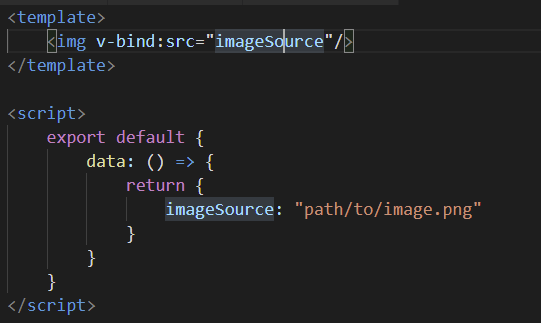 <template>
    <img v-bind:src="imageSource"/>
</template>

<script>
    export default {
        data: () => {
            return {
                imageSource: "path/to/image.png"
            }
        }
    }
</script>